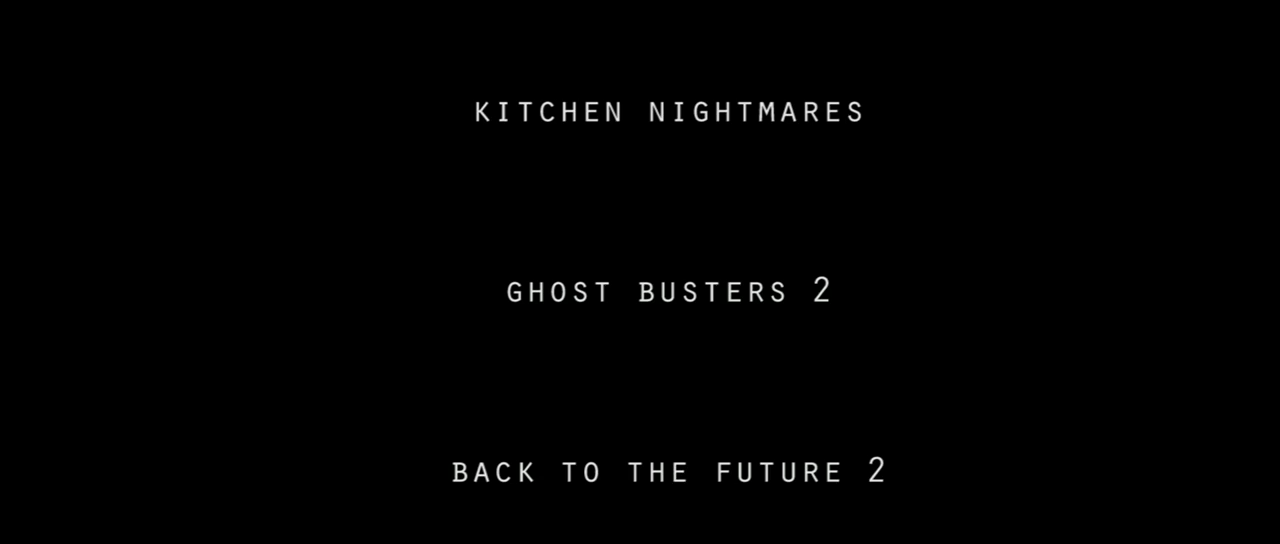 KITCHEN NIGHTMARES
GHOST BUSTERS 2
BACK TO THE FUTURE 2